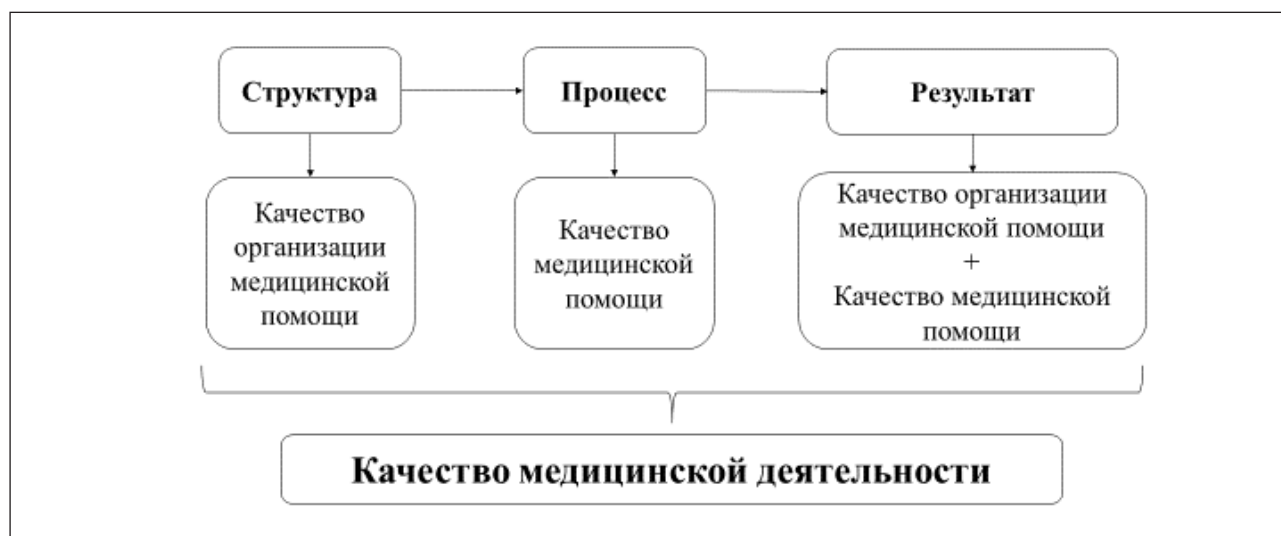 Структура
Процесс
Результат
Качество
организации
медицинской
помощи
Качество
медицинской
помощи
Качество организации
медицинской помощи
+
Качество медицинской
помощи
Качество медицинской деятельности